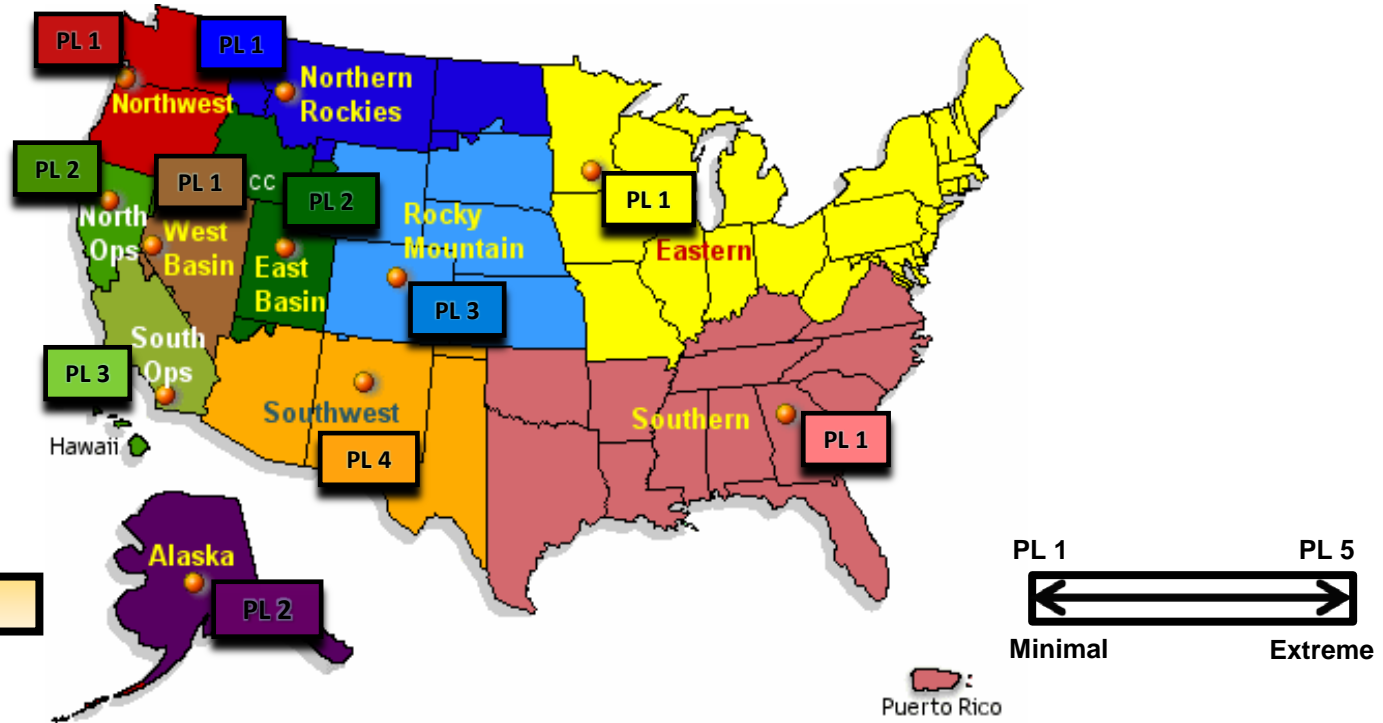 PL 1
PL 1
Northern
Rockies
Northwest
PL 2
PL 1
CC
PL 2
PL 1
North
Ops
West
Basin
Rocky
Mountain
Eastern
East
Basin
PL 3
South
Ops
PL 3
Southwest
Southern
PL 1
Hawaii
PL 4
Alaska
PL 2
PL 1
PL 5
Minimal
Extreme
Puerto Rico